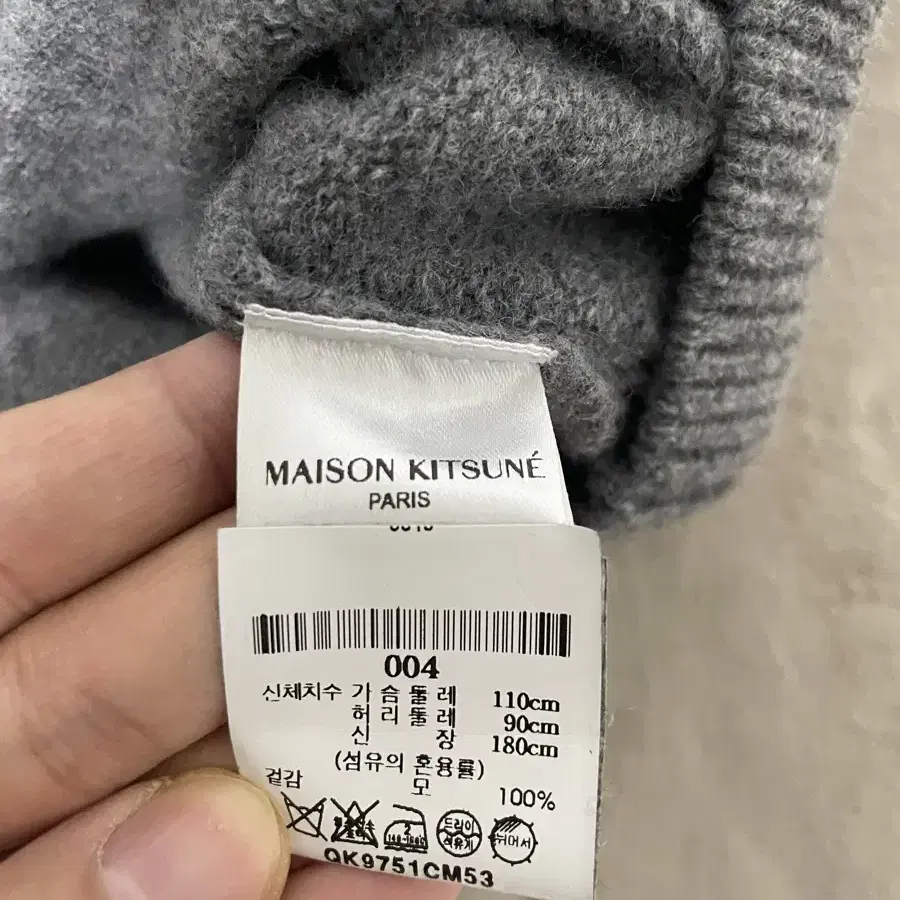 MAISON KITSUNÉ
PARIS
004
신체치수 가슴둘레 110cm
허리둘레 90cm
신장 180cm
(섬유의 혼용률)
겉감 모 100%
드라이
석유계
뉘어서
QK9751CM53